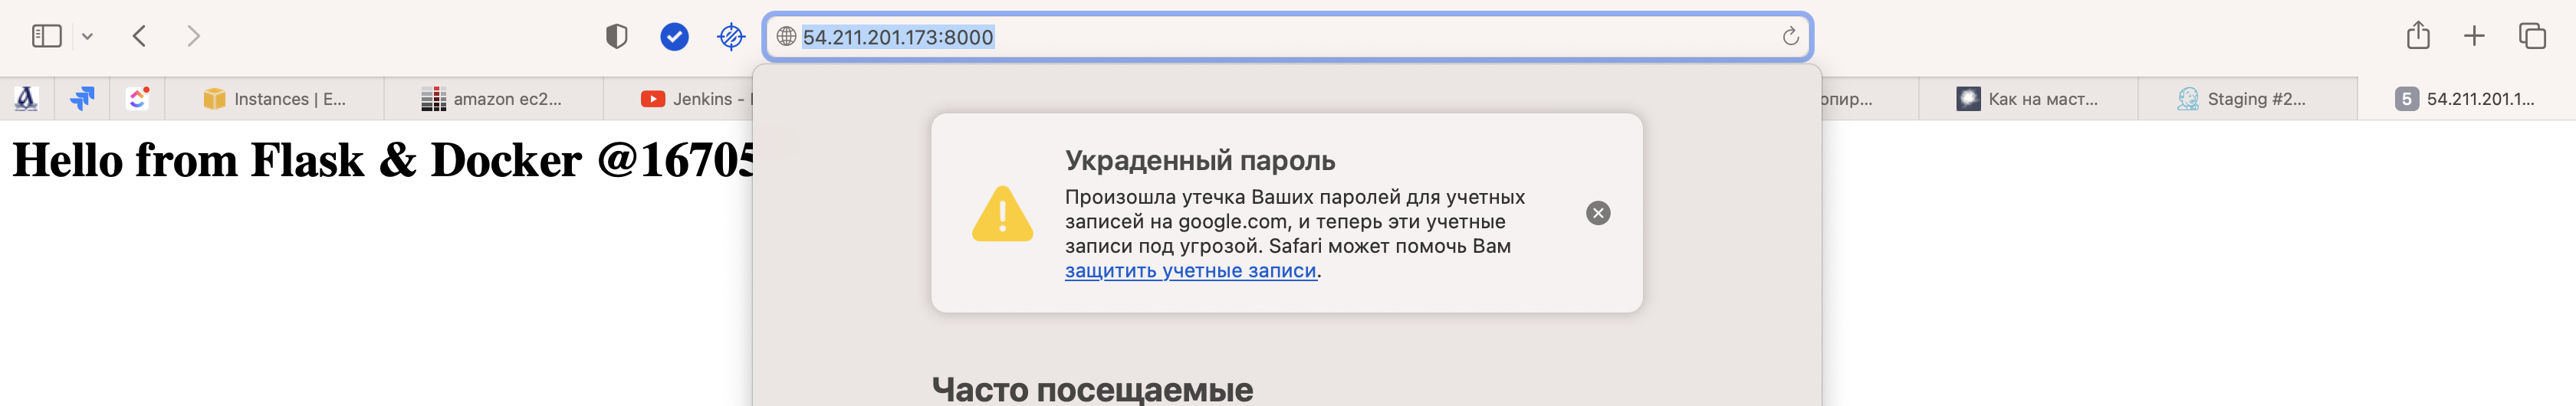 54.211.201.173:8000
Instances | E...
amazon ec2...
Jenkins -
опир...
Как на маст...
Staging #2...
5
54.211.201.1...
Hello from Flask & Docker @16705
Украденный пароль
Произошла утечка Ваших паролей для учетных
записей на google.com, и теперь эти учетные
записи под угрозой. Safari может помочь Вам
защитить учетные записи.
Часто посещаемые